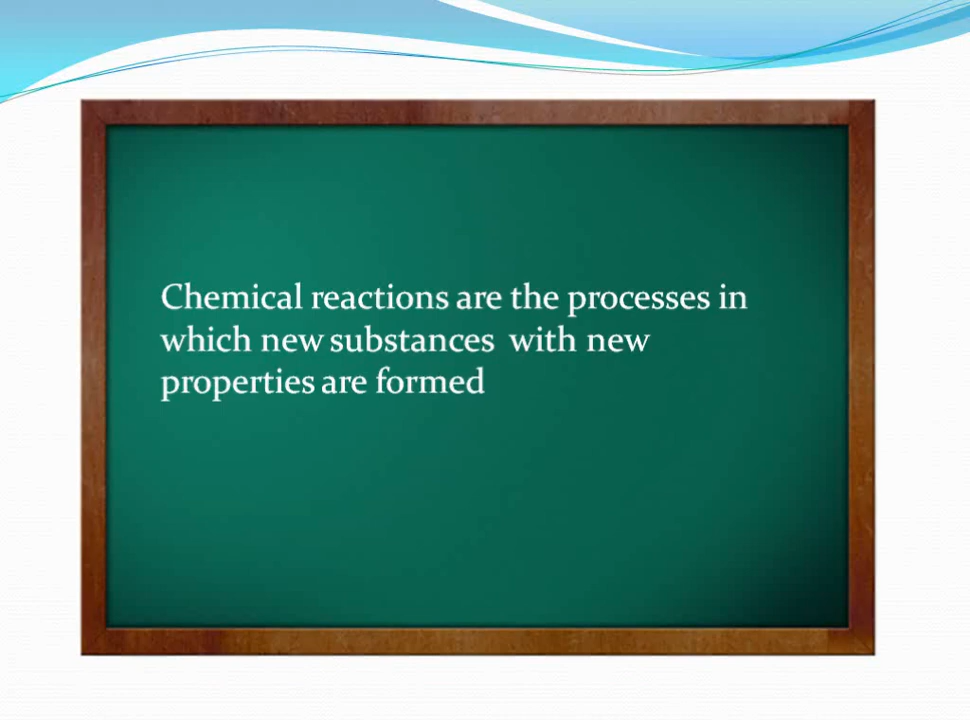 Chemical reactions are the processes in
which new substances  with new
properties are formed